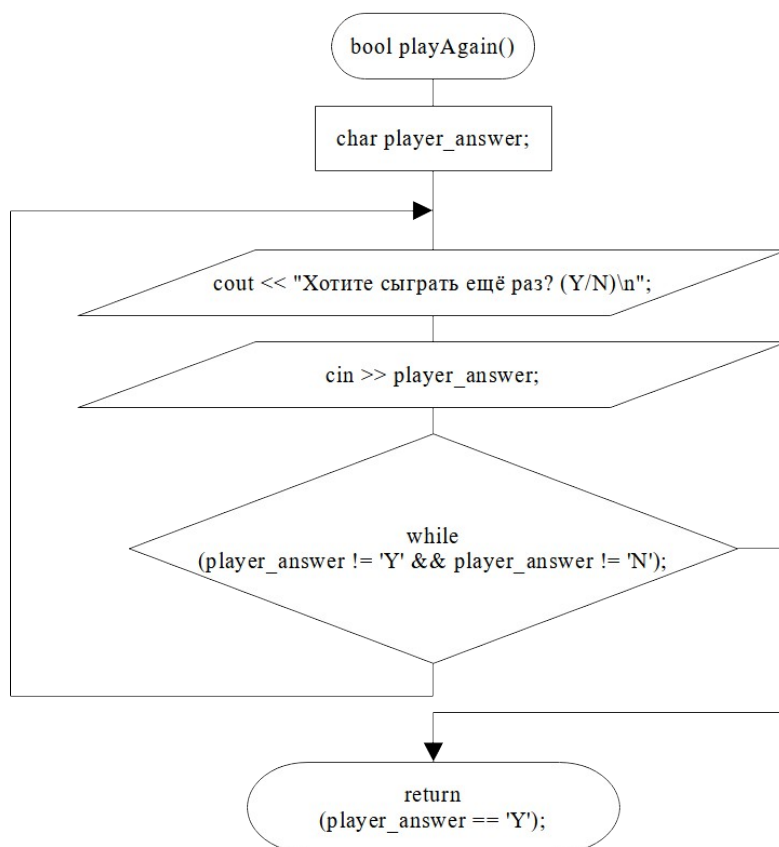 bool playAgain()
char player_answer;
cout << "Хотите сыграть ещё раз? (Y/N)\n";
cin >> player_answer;
while
(player_answer != 'Y' && player_answer != 'N');
return
(player_answer == 'Y');